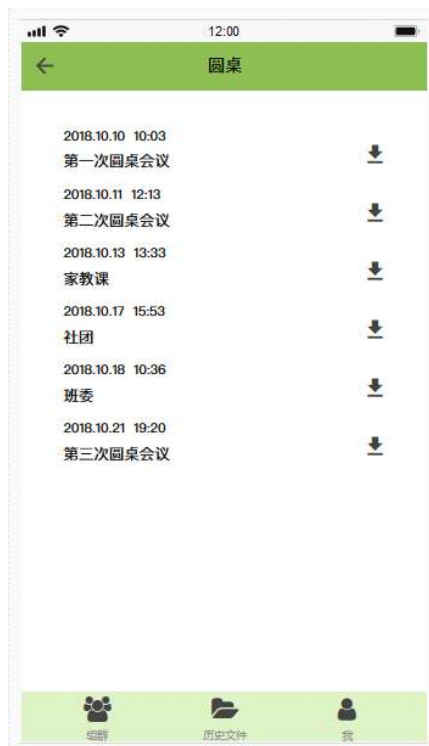 12:00
圆桌
2018.10.10 10:03
第一次圆桌会议
2018.10.11 12:13
第二次圆桌会议
2018.10.13 13:33
家教课
2018.10.17 15:53
社团
2018.10.18 10:36
班委
2018.10.21 19:20
第三次圆桌会议
组群 历史文件 我